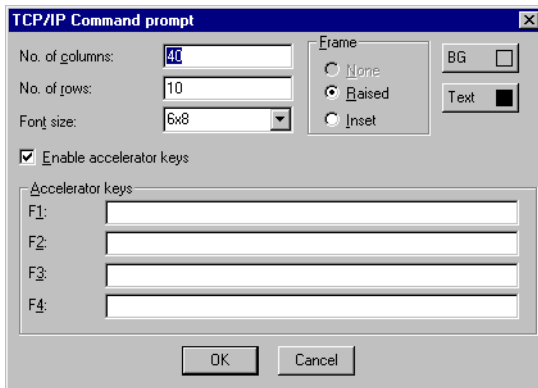 TCP/IP Command prompt
No. of columns: 40
No. of rows: 10
Font size: 6x8
Frame
None
Raised
Inset
BG
Text
Enable accelerator keys
Accelerator keys
F1:
F2:
F3:
F4:
OK Cancel